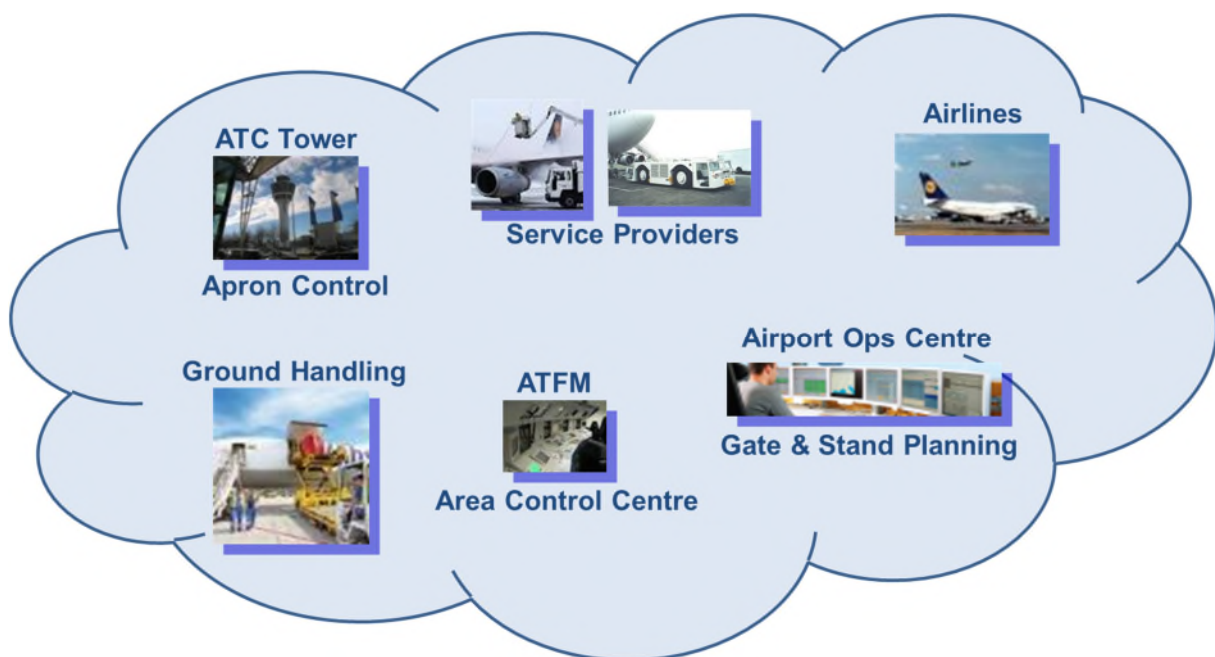 ATC Tower
Apron Control
Service Providers
Airlines
Ground Handling
ATFM
Area Control Centre
Airport Ops Centre
Gate & Stand Planning